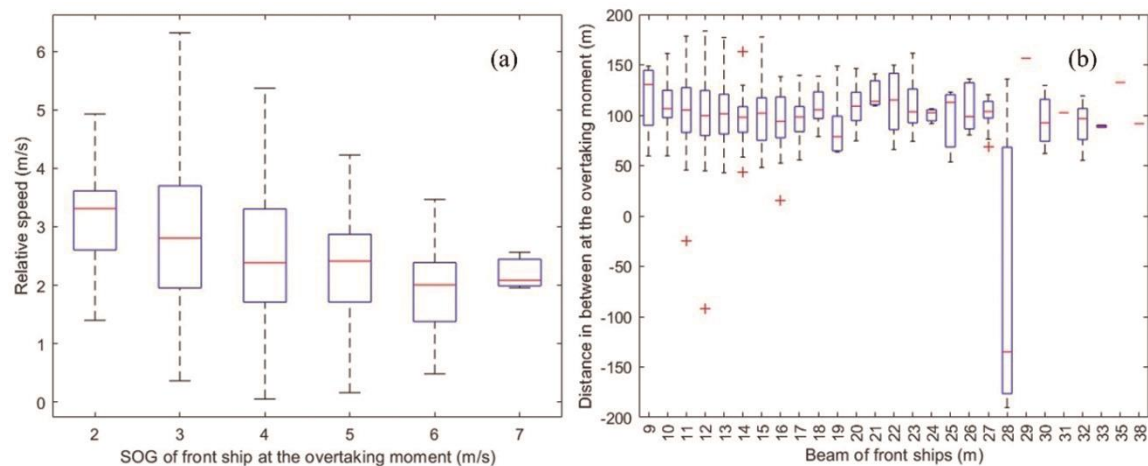 (a)
Relative speed (m/s)
6
5
4
3
2
1
0
2 3 4 5 6 7
SOG of front ship at the overtaking moment (m/s)
(b)
Distance in between at the overtaking moment (m)
200
150
100
50
0
-50
-100
-150
-200
9 10 11 12 13 14 15 16 17 18 19 20 21 22 23 24 25 26 27 28 29 30 31 32 33 35 38
Beam of front ships (m)